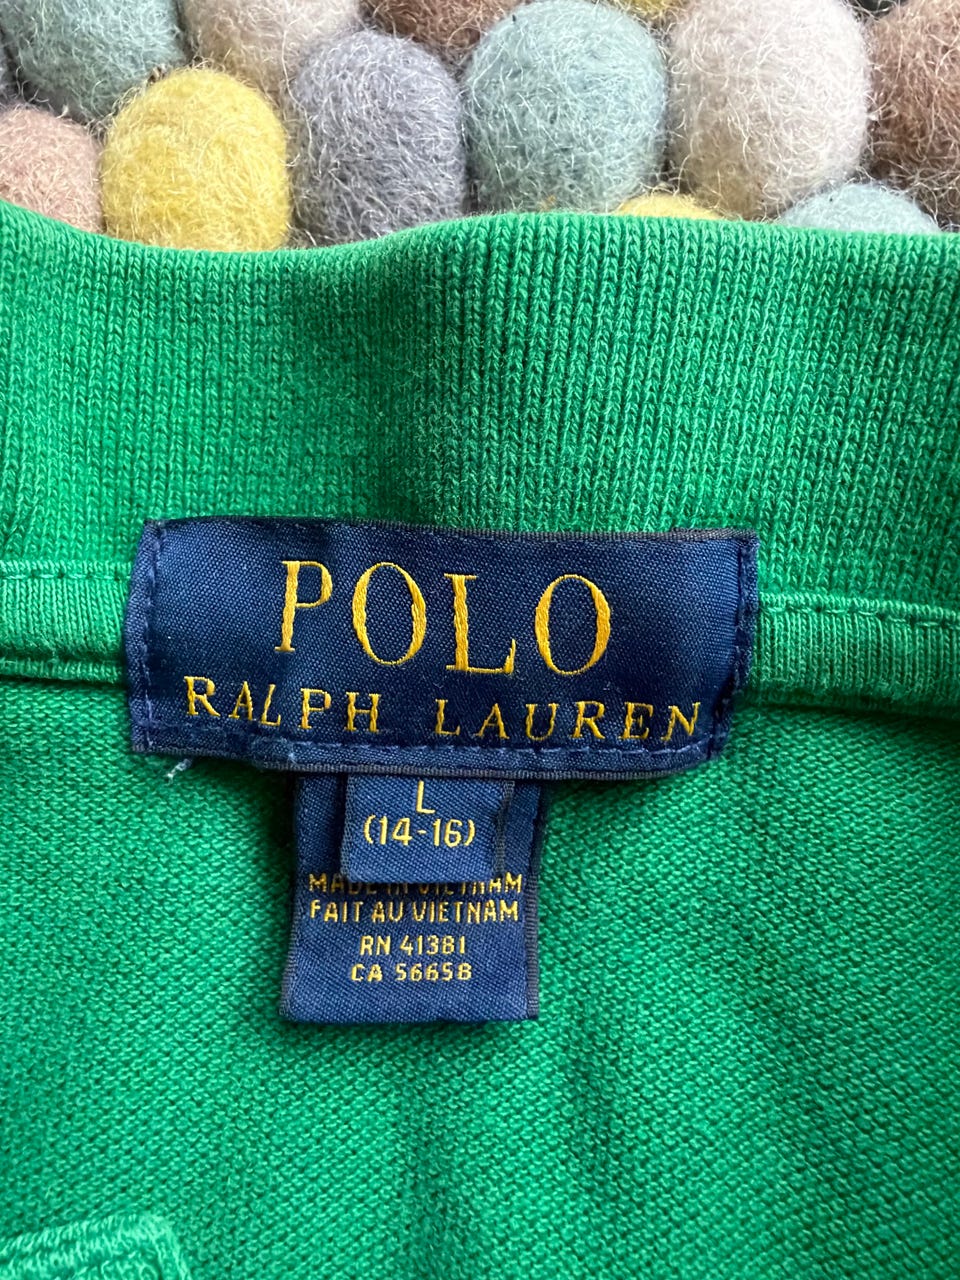 POLO
RALPH LAUREN
L
(14-16)
MADE IN VIETNAM
FAIT AU VIETNAM
RN 41381
CA 56658